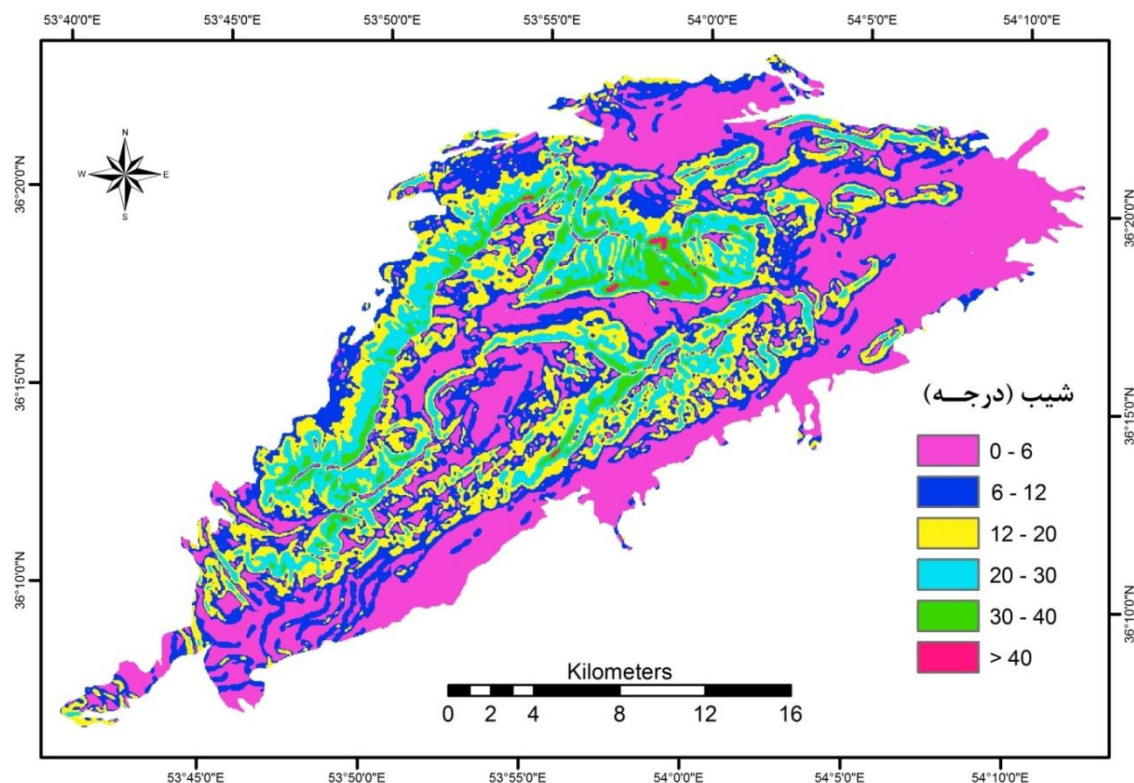 53°40'0"E 53°45'0"E 53°50'0"E 53°55'0"E 54°0'0"E 54°5'0"E 54°10'0"E
N
W E
S
36°20'0"N
36°15'0"N
36°10'0"N
36°20'0"N
36°15'0"N
36°10'0"N
شیب (درجـه)
0 - 6
6 - 12
12 - 20
20 - 30
30 - 40
> 40
Kilometers
0 2 4 8 12 16
53°45'0"E 53°50'0"E 53°55'0"E 54°0'0"E 54°5'0"E 54°10'0"E